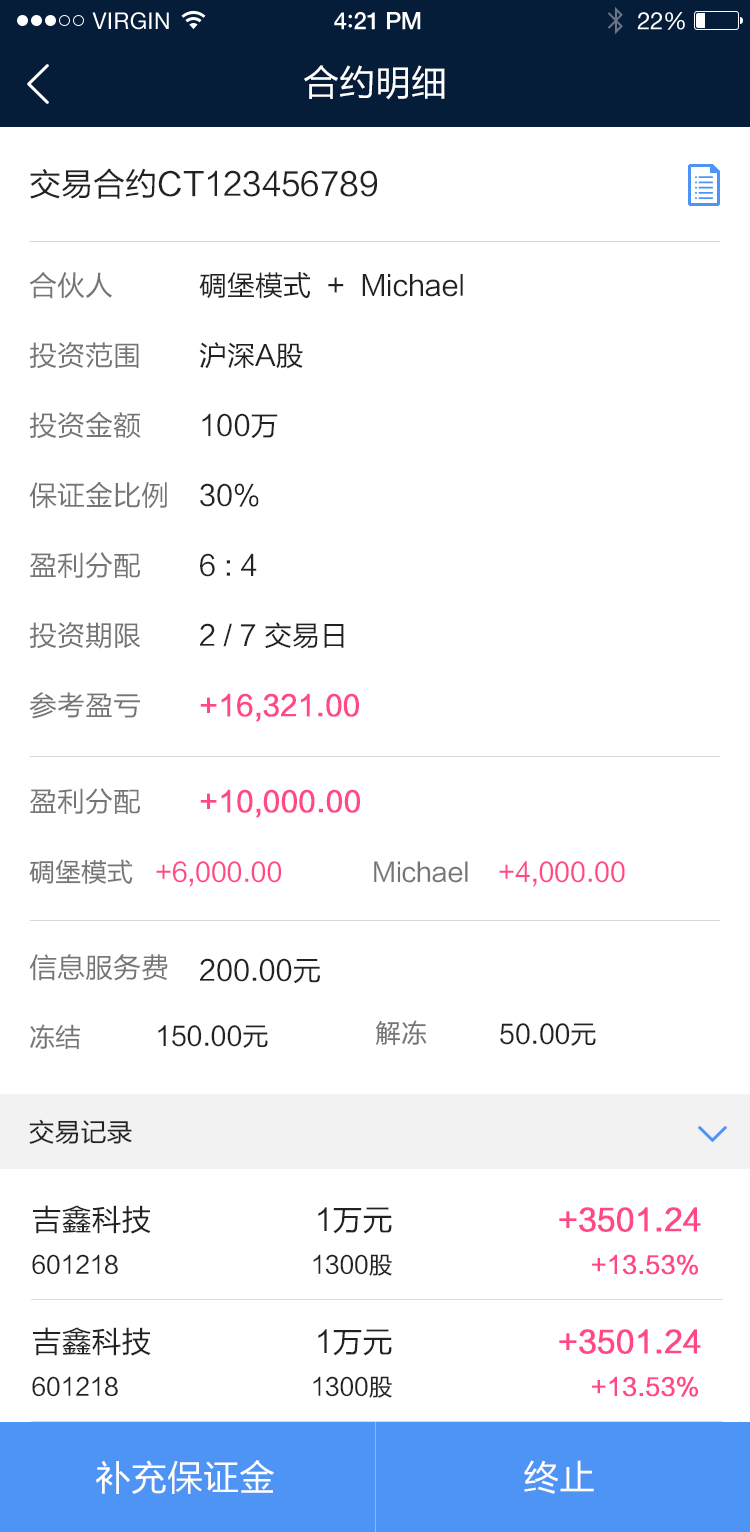 VIRGIN 4:21 PM 22%
合约明细
交易合约CT123456789
合伙人 碉堡模式 + Michael
投资范围 沪深A股
投资金额 100万
保证金比例 30%
盈利分配 6 : 4
投资期限 2 / 7 交易日
参考盈亏 +16,321.00
盈利分配 +10,000.00
碉堡模式 +6,000.00 Michael +4,000.00
信息服务费 200.00元
冻结 150.00元 解冻 50.00元
交易记录
吉鑫科技 1万元 +3501.24
601218 1300股 +13.53%
吉鑫科技 1万元 +3501.24
601218 1300股 +13.53%
补充保证金 终止